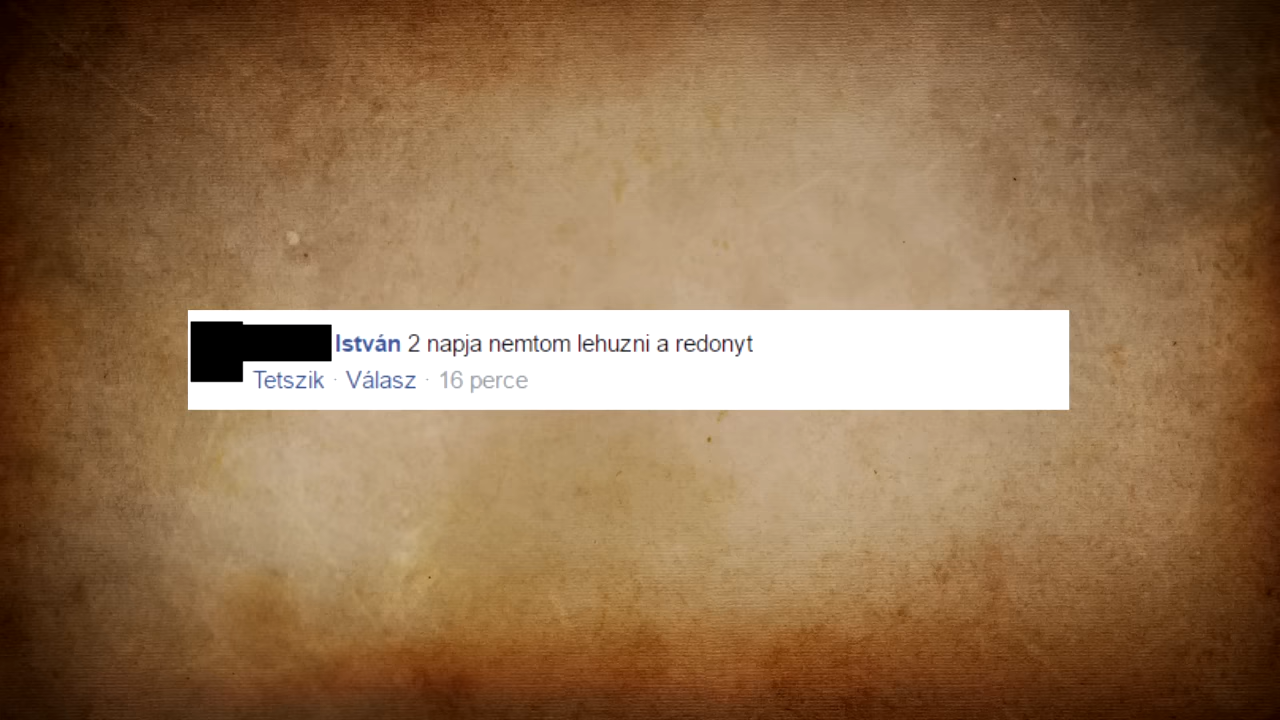 István 2 napja nemtom lehuzni a redonyt
Tetszik · Válasz · 16 perce